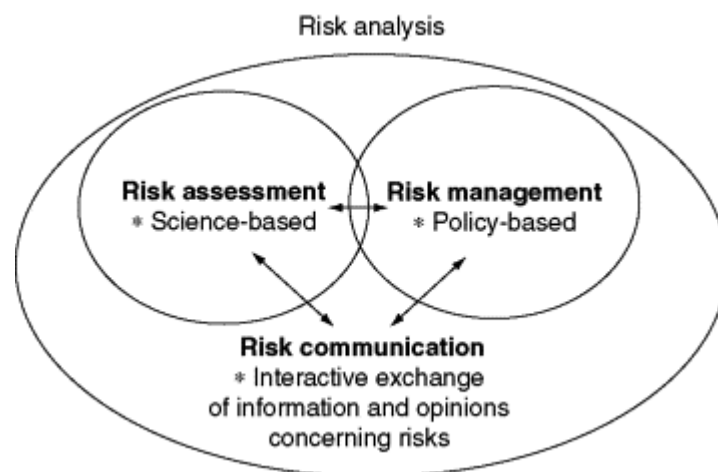 Risk analysis
Risk assessment
* Science-based
Risk management
* Policy-based
Risk communication
* Interactive exchange
of information and opinions
concerning risks